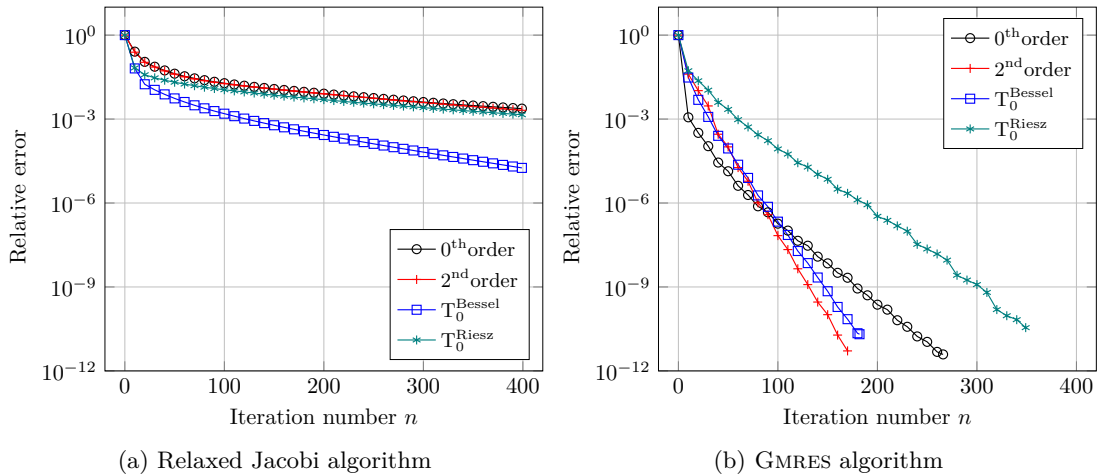 10^0
10^−3
10^−6
10^−9
10^−12
Relative error
0 100 200 300 400
Iteration number n
0^th order
2^nd order
T_0^Bessel
T_0^Riesz
(a) Relaxed Jacobi algorithm
10^0
10^−3
10^−6
10^−9
10^−12
Relative error
0 100 200 300 400
Iteration number n
0^th order
2^nd order
T_0^Bessel
T_0^Riesz
(b) GMRES algorithm